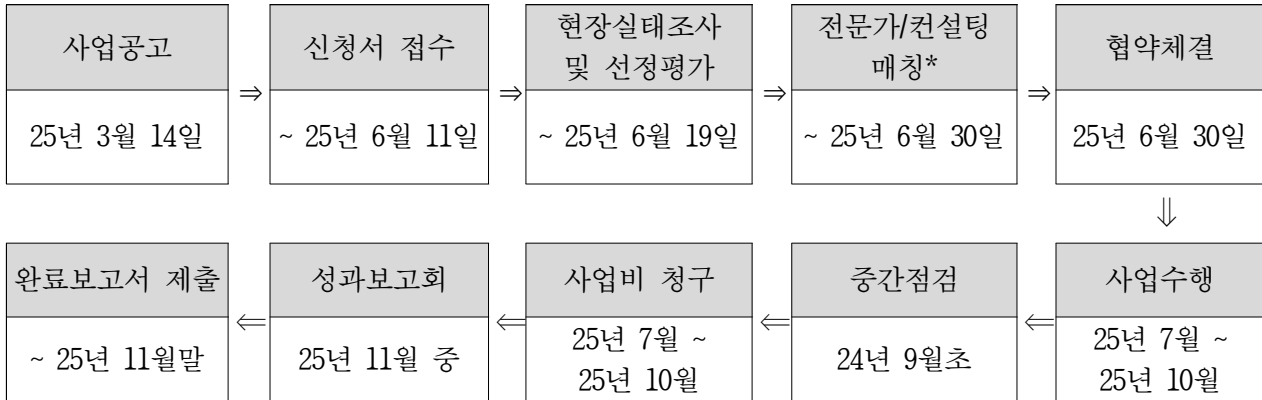 사업공고
25년 3월 14일
⇒
신청서 접수
~ 25년 6월 11일
⇒
현장실태조사
및 선정평가
~ 25년 6월 19일
⇒
전문가/컨설팅
매칭*
~ 25년 6월 30일
⇒
협약체결
25년 6월 30일
⇓
사업수행
25년 7월 ~
25년 10월
⇐
중간점검
24년 9월초
⇐
사업비 청구
25년 7월 ~
25년 10월
⇐
성과보고회
25년 11월 중
⇐
완료보고서 제출
~ 25년 11월말